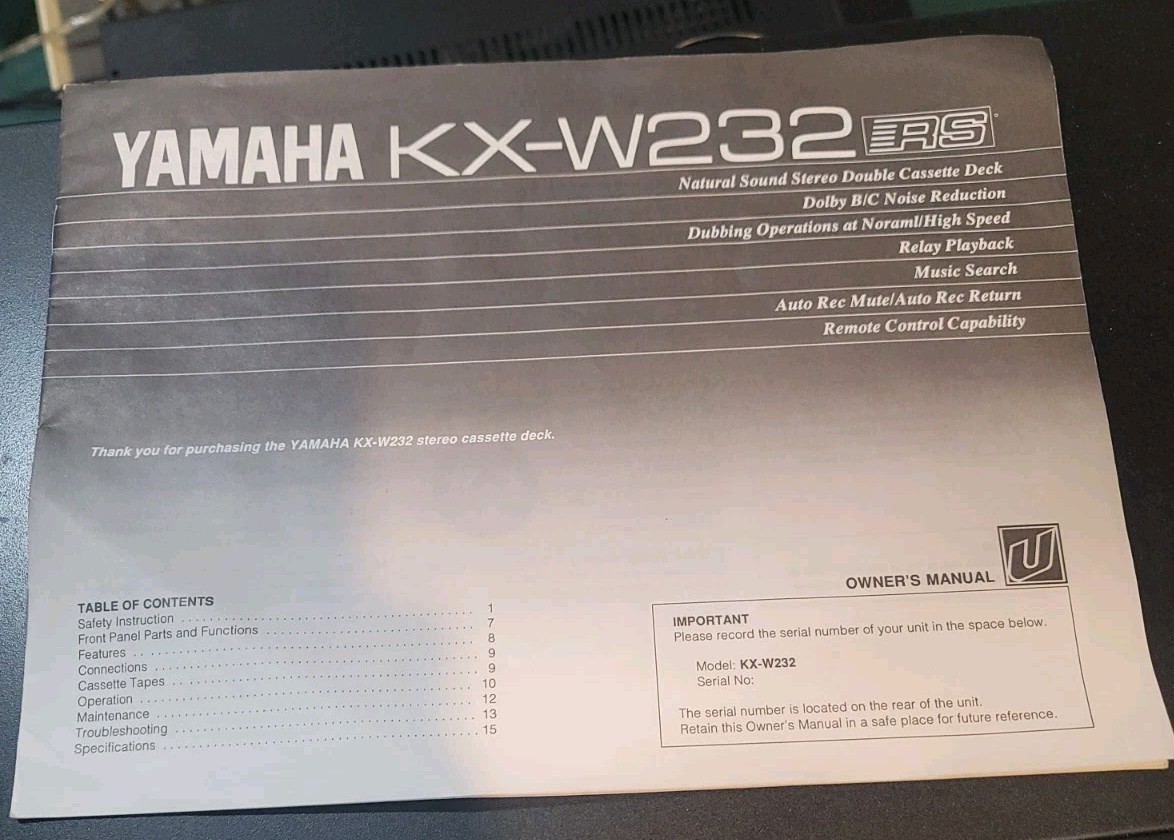 YAMAHA KX-W232 RS
Natural Sound Stereo Double Cassette Deck
Dolby B/C Noise Reduction
Dubbing Operations at Noraml/High Speed
Relay Playback
Music Search
Auto Rec Mute/Auto Rec Return
Remote Control Capability
Thank you for purchasing the YAMAHA KX-W232 stereo cassette deck.
TABLE OF CONTENTS
Safety Instruction . . . . . . . . . . 1
Front Panel Parts and Functions . . . . . . . . . . 7
Features . . . . . . . . . . 8
Connections . . . . . . . . . . 9
Cassette Tapes . . . . . . . . . . 9
Operation . . . . . . . . . . 10
Maintenance . . . . . . . . . . 12
Troubleshooting . . . . . . . . . . 13
Specifications . . . . . . . . . . 15
OWNER'S MANUAL U
IMPORTANT
Please record the serial number of your unit in the space below.
Model: KX-W232
Serial No:
The serial number is located on the rear of the unit.
Retain this Owner's Manual in a safe place for future reference.